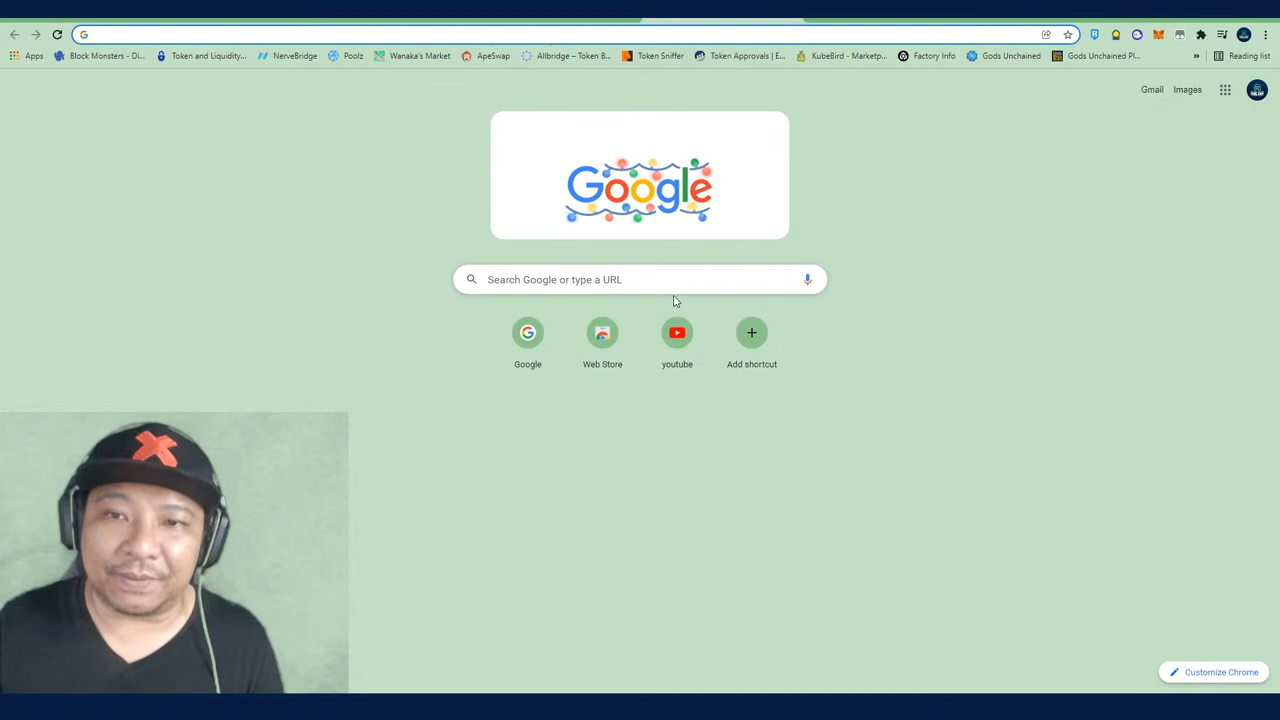 Apps Block Monsters - Di... Token and Liquidity... NerveBridge Poolz Wanaka's Market ApeSwap Allbridge – Token B... Token Sniffer Token Approvals | E... KubeBird - Marketp... Factory Info Gods Unchained Gods Unchained Pl... » Reading list
Gmail Images
Google
Search Google or type a URL
Google Web Store youtube Add shortcut
Customize Chrome